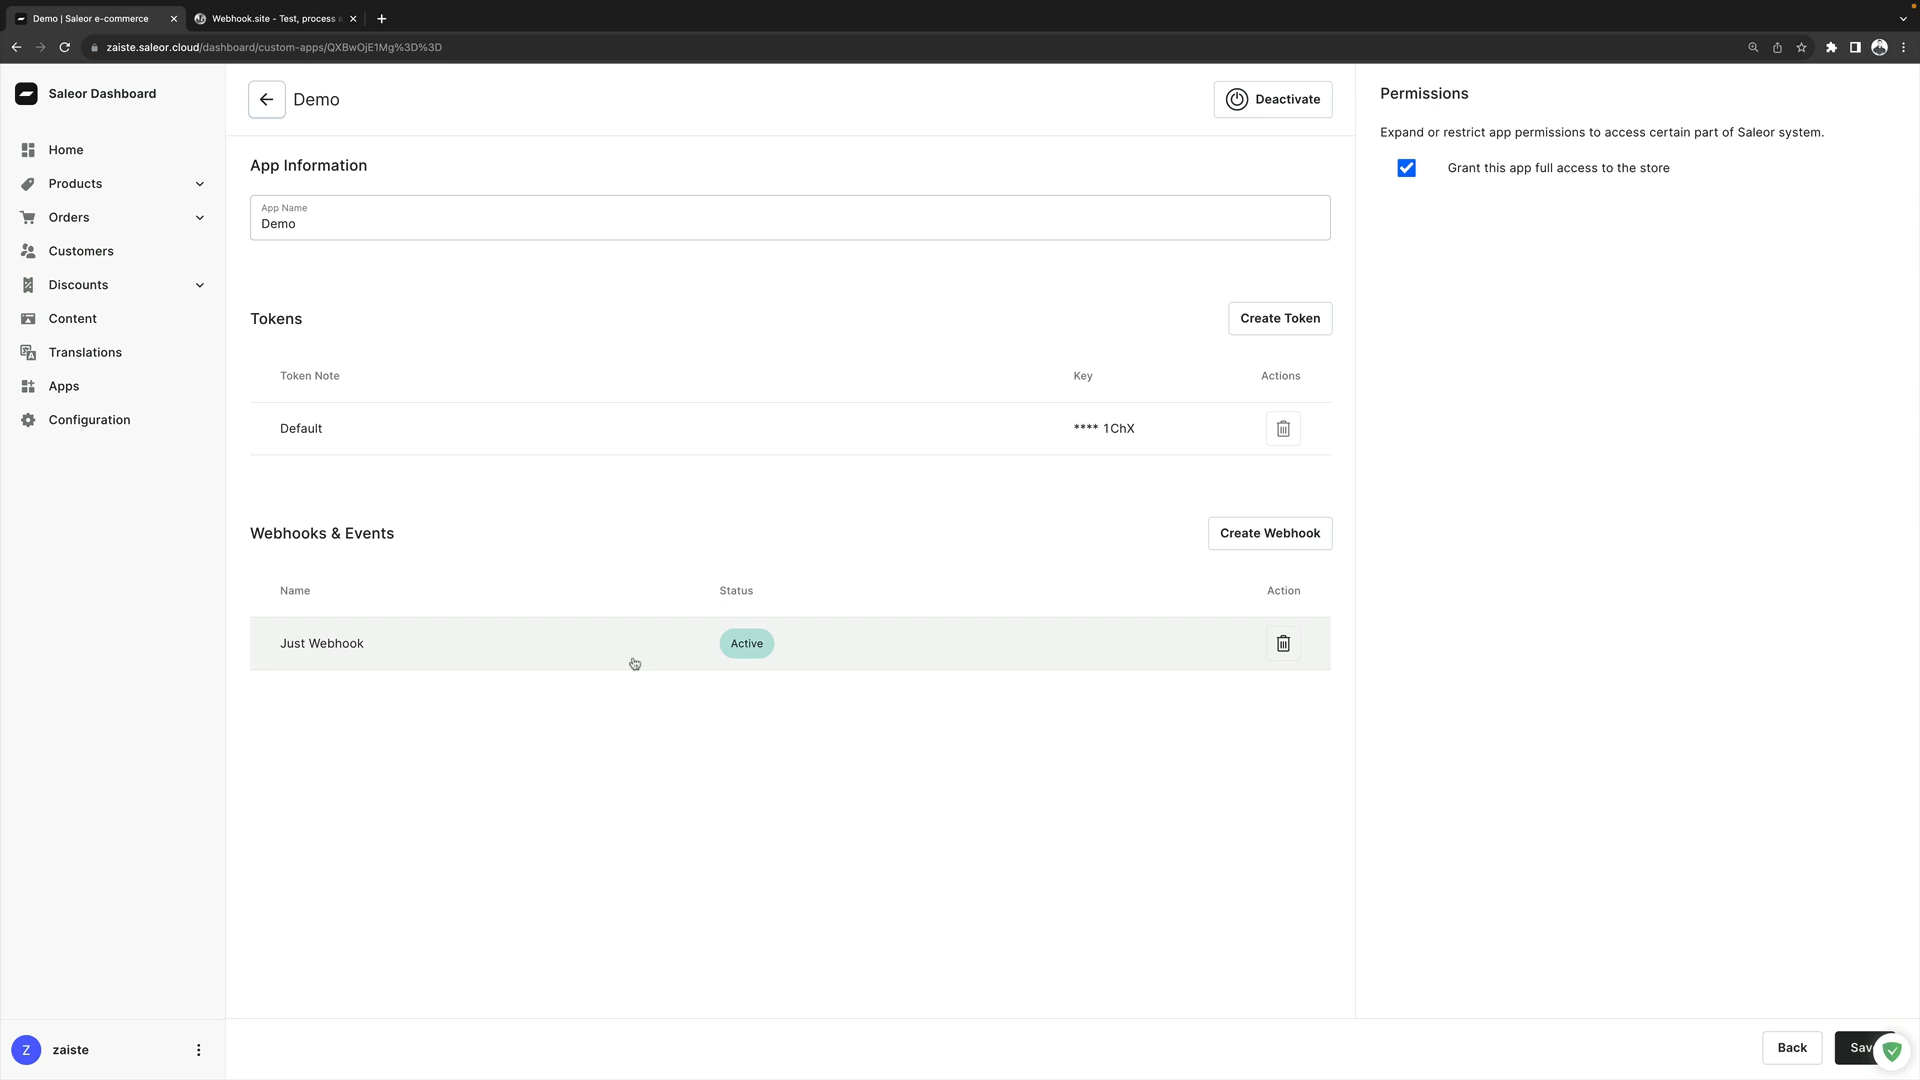 Demo | Saleor e-commerce
Webhook.site - Test, process
zaiste.saleor.cloud/dashboard/custom-apps/QXBwOjE1Mg%3D%3D
Saleor Dashboard
Home
Products
Orders
Customers
Discounts
Content
Translations
Apps
Configuration
Z zaiste
Demo
Deactivate
App Information
App Name
Demo
Tokens
Create Token
Token Note Key Actions
Default **** 1ChX
Webhooks & Events
Create Webhook
Name Status Action
Just Webhook Active
Permissions
Expand or restrict app permissions to access certain part of Saleor system.
Grant this app full access to the store
Back